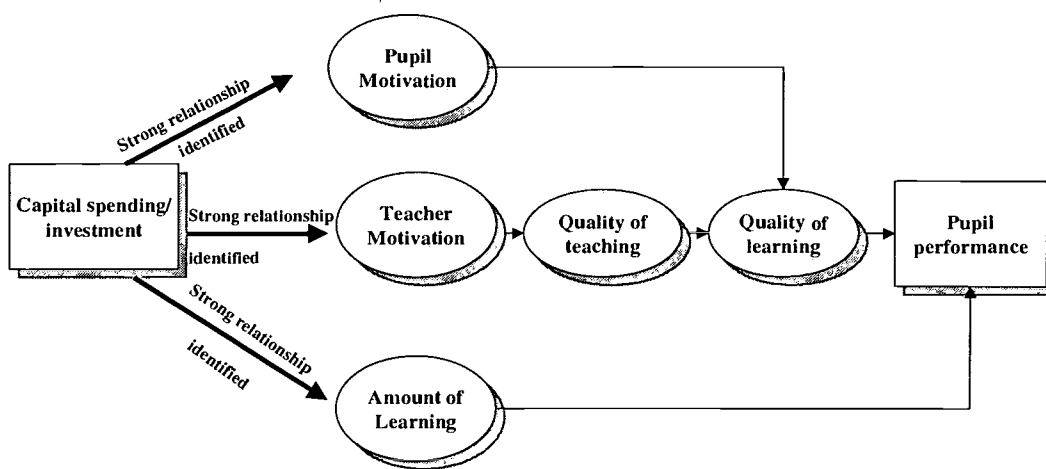 Pupil
Motivation
Strong relationship
identified
Capital spending/
investment
Strong relationship
identified
Teacher
Motivation
Quality of
teaching
Quality of
learning
Pupil
performance
Strong relationship
identified
Amount of
Learning